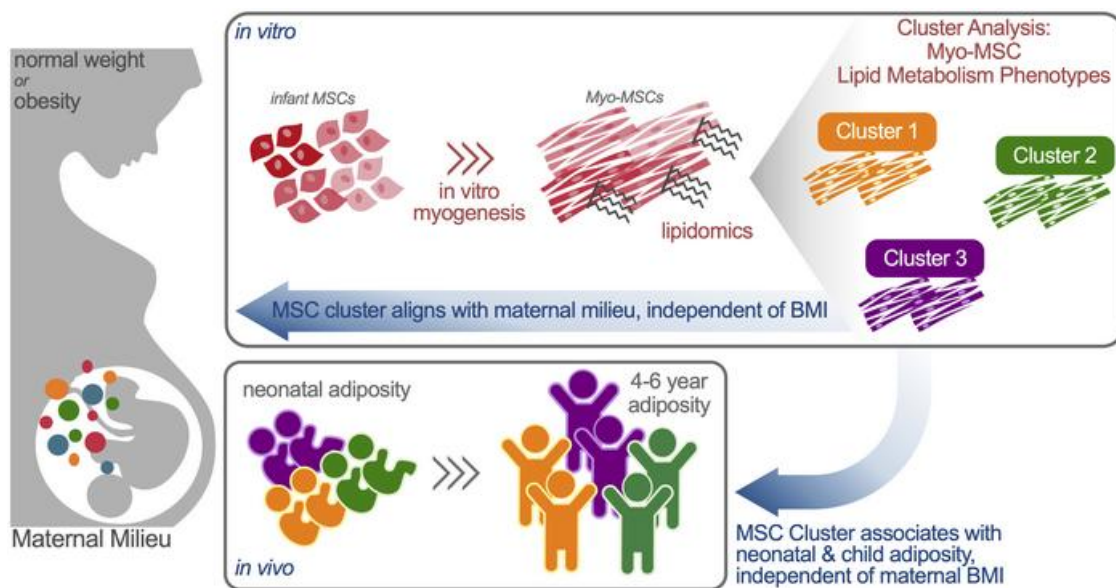 normal weight
or
obesity
Maternal Milieu
in vitro
infant MSCs
in vitro
myogenesis
Myo-MSCs
lipidomics
Cluster Analysis:
Myo-MSC
Lipid Metabolism Phenotypes
Cluster 1
Cluster 2
Cluster 3
MSC cluster aligns with maternal milieu, independent of BMI
neonatal adiposity
4-6 year
adiposity
in vivo
MSC Cluster associates with
neonatal & child adiposity,
independent of maternal BMI